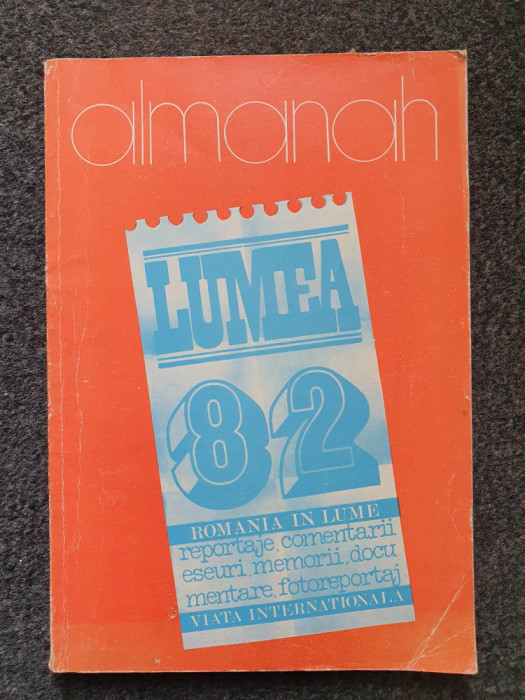 almanah
LUMEA
82
ROMANIA IN LUME
reportaje, comentarii
eseuri, memorii, docu
mentare, fotoreportaj
VIATA INTERNATIONALA